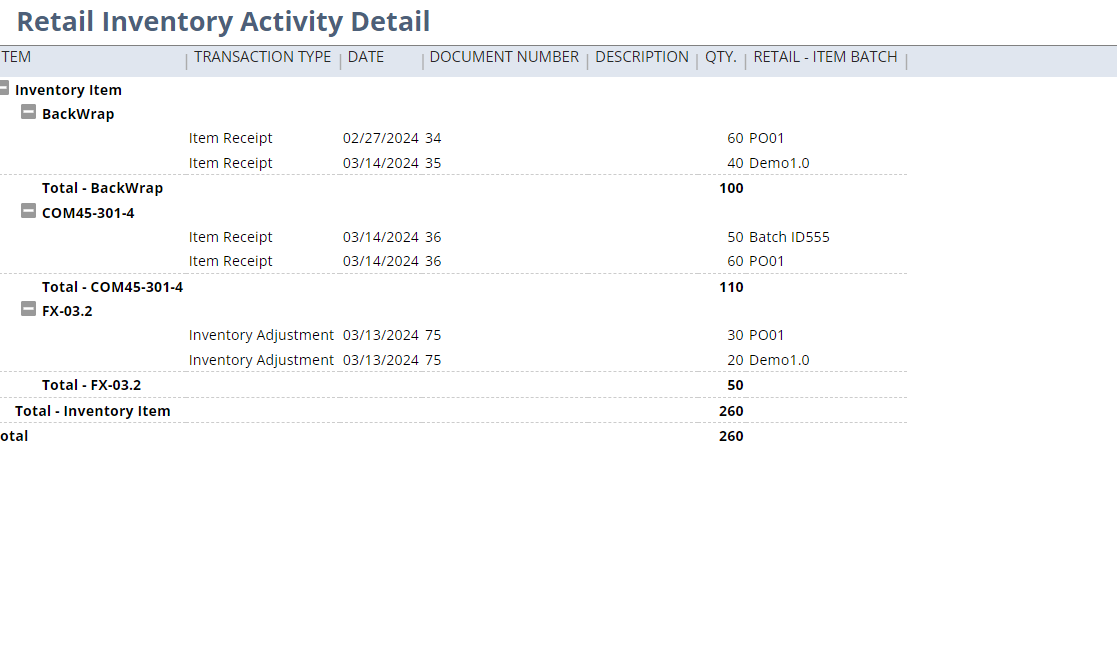 Retail Inventory Activity Detail
TEM TRANSACTION TYPE DATE DOCUMENT NUMBER DESCRIPTION QTY. RETAIL - ITEM BATCH
Inventory Item
BackWrap
Item Receipt 02/27/2024 34 60 PO01
Item Receipt 03/14/2024 35 40 Demo1.0
Total - BackWrap 100
COM45-301-4
Item Receipt 03/14/2024 36 50 Batch ID555
Item Receipt 03/14/2024 36 60 PO01
Total - COM45-301-4 110
FX-03.2
Inventory Adjustment 03/13/2024 75 30 PO01
Inventory Adjustment 03/13/2024 75 20 Demo1.0
Total - FX-03.2 50
Total - Inventory Item 260
otal 260